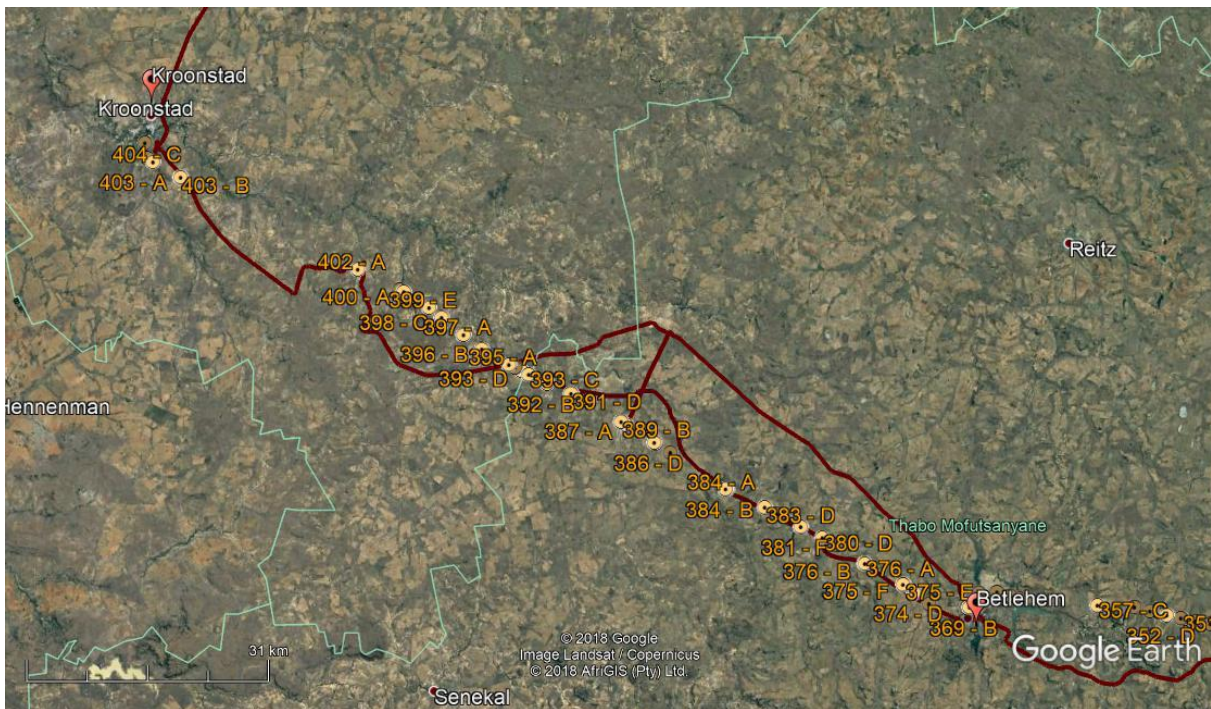 Kroonstad
Kroonstad
404 - C
403 - A
403 - B
402 - A
Reitz
400 - A
399 - E
398 - C
397 - A
396 - B
395 - A
393 - D
393 - C
Hennenman
392 - B
391 - D
387 - A
389 - B
386 - D
384 - A
384 - B
383 - D
Thabo Mofutsanyane
381 - F
380 - D
376 - B
376 - A
375 - F
375 - E
Betlehem
374 - D
369 - B
357 - C
352 - D
© 2018 Google
Image Landsat / Copernicus
© 2018 AfriGIS (Pty) Ltd.
31 km
Google Earth
Senekal